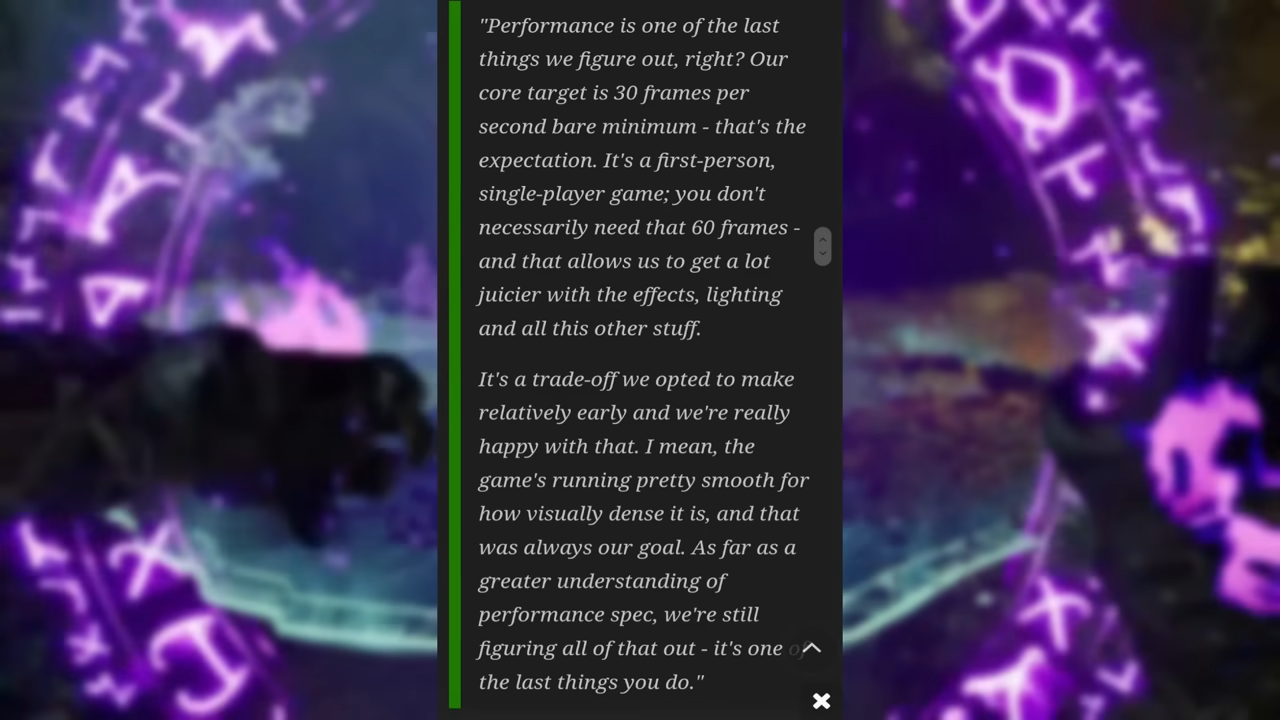 "Performance is one of the last
things we figure out, right? Our
core target is 30 frames per
second bare minimum - that's the
expectation. It's a first-person,
single-player game; you don't
necessarily need that 60 frames -
and that allows us to get a lot
juicier with the effects, lighting
and all this other stuff.
It's a trade-off we opted to make
relatively early and we're really
happy with that. I mean, the
game's running pretty smooth for
how visually dense it is, and that
was always our goal. As far as a
greater understanding of
performance spec, we're still
figuring all of that out - it's one of
the last things you do."